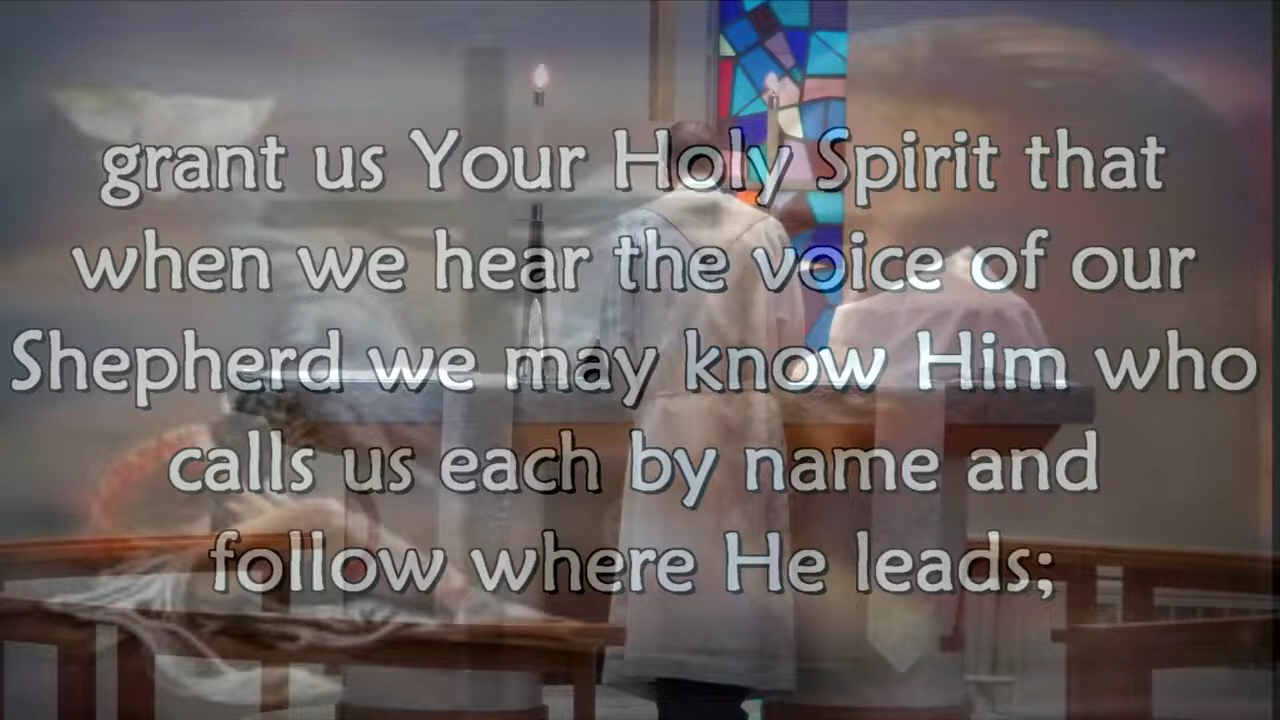 grant us Your Holy Spirit that
when we hear the voice of our
Shepherd we may know Him who
calls us each by name and
follow where He leads;